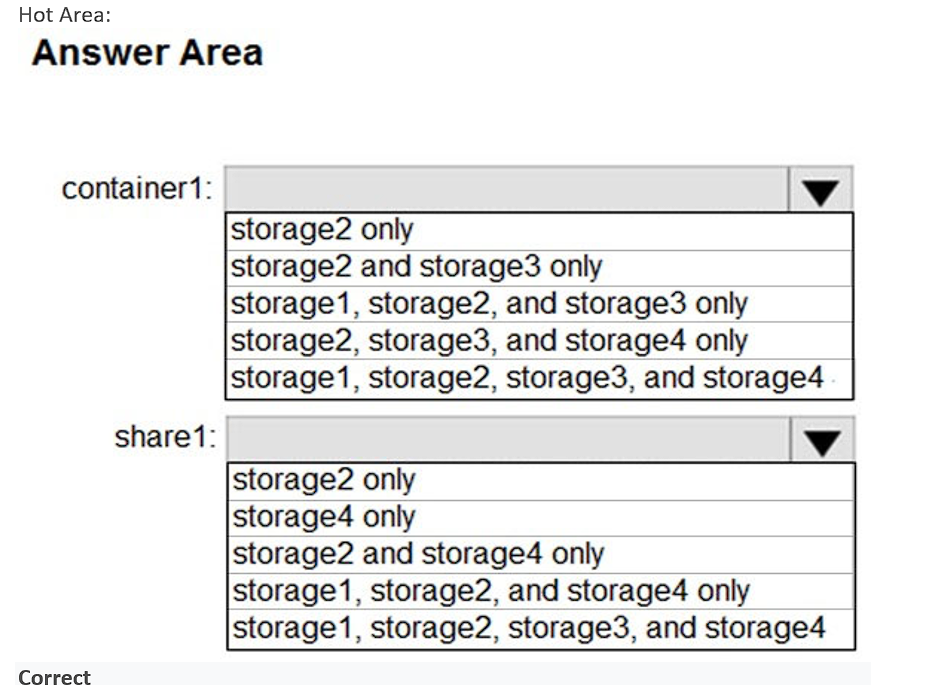 Hot Area:
Answer Area
container1:
storage2 only
storage2 and storage3 only
storage1, storage2, and storage3 only
storage2, storage3, and storage4 only
storage1, storage2, storage3, and storage4
share1:
storage2 only
storage4 only
storage2 and storage4 only
storage1, storage2, and storage4 only
storage1, storage2, storage3, and storage4
Correct